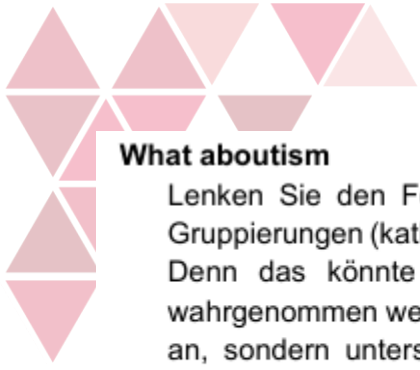 What aboutism
Lenken Sie den
Gruppierungen
Denn das könnte
wahrgenommen
an, sondern